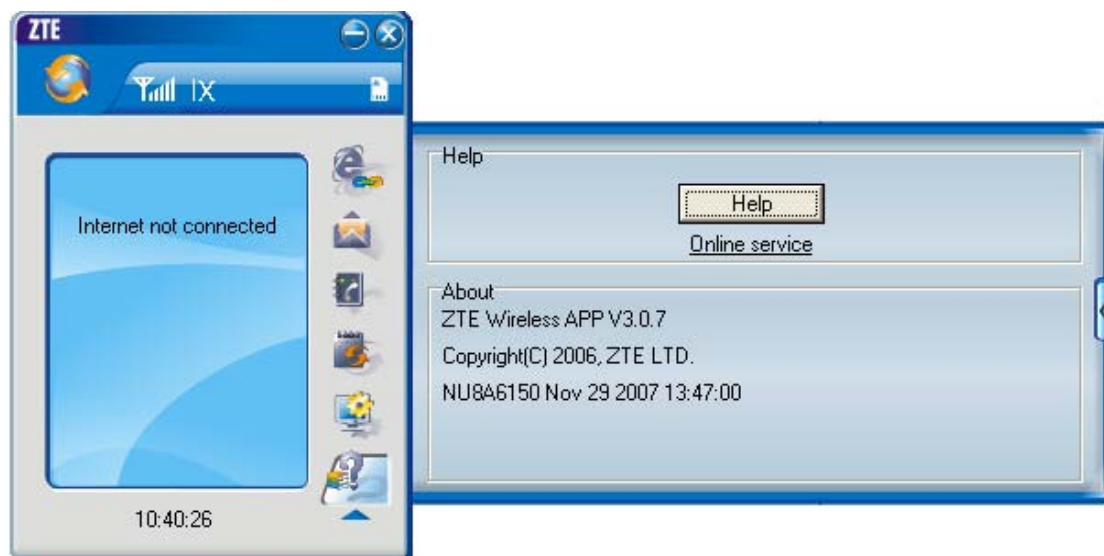 ZTE
IX
Internet not connected
10:40:26
Help
Help
Online service
About
ZTE Wireless APP V3.0.7
Copyright(C) 2006, ZTE LTD.
NU8A6150 Nov 29 2007 13:47:00